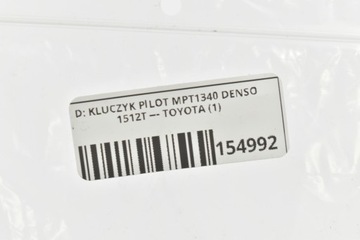 D: KLUCZYK PILOT MPT1340 DENSO
1512T --- TOYOTA (1)
154992